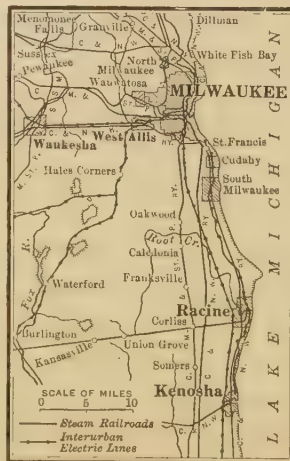 Dillman
Menomonee
Falls
Granville
Sussex
White Fish Bay
Pewaukee
North
Milwaukee
Wauwatosa
MILWAUKEE
West Allis
Waukesha
St. Francis
Cudahy
South
Milwaukee
Hales Corners
Oakwood
Root Cr.
Caledonia
Franksville
Fox R.
Waterford
Racine
Burlington
Corliss
Kansasville
Union Grove
Somers
Kenosha
LAKE MICHIGAN
SCALE OF MILES
0 5 10
Steam Railroads
Interurban
Electric Lines